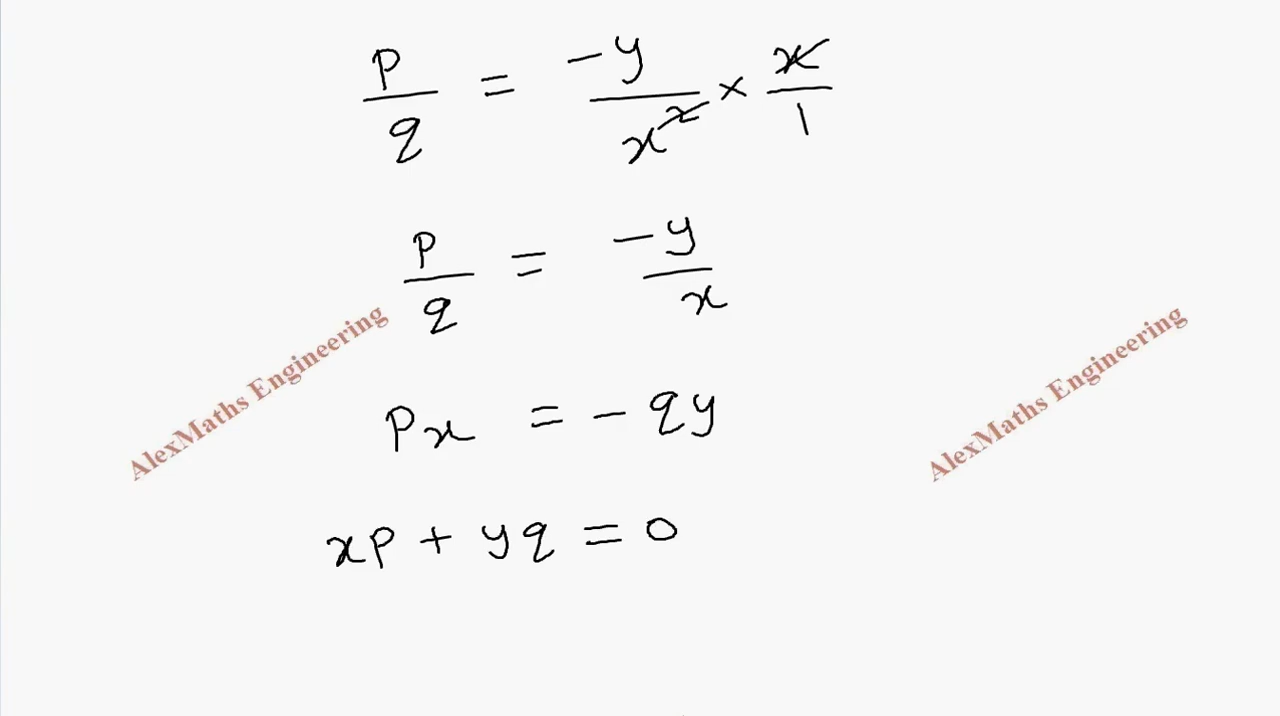 p/q = -y/x² × x/1
p/q = -y/x
px = - qy
xp + yq = 0
AlexMaths Engineering
AlexMaths Engineering